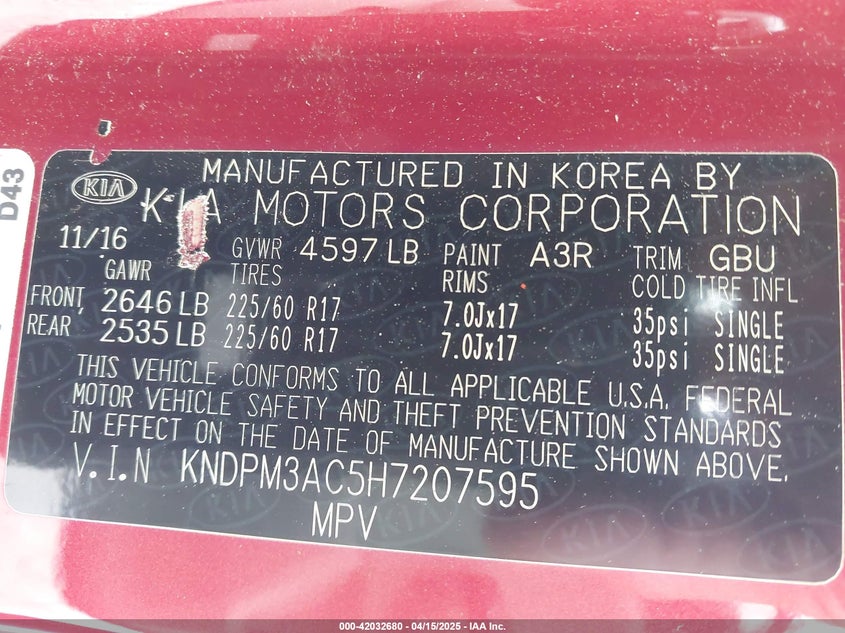 D43
MANUFACTURED IN KOREA BY
KIA KIA MOTORS CORPORATION
11/16 GVWR 4597 LB PAINT A3R TRIM GBU
GAWR TIRES RIMS COLD TIRE INFL
FRONT, 2646 LB 225/60 R17 7.0Jx17 35psi SINGLE
REAR 2535 LB 225/60 R17 7.0Jx17 35psi SINGLE
THIS VEHICLE CONFORMS TO ALL APPLICABLE U.S.A. FEDERAL
MOTOR VEHICLE SAFETY AND THEFT PREVENTION STANDARDS
IN EFFECT ON THE DATE OF MANUFACTURE SHOWN ABOVE.
V.I.N KNDPM3AC5H7207595
MPV
000-42032680 - 04/15/2025 - IAA Inc.